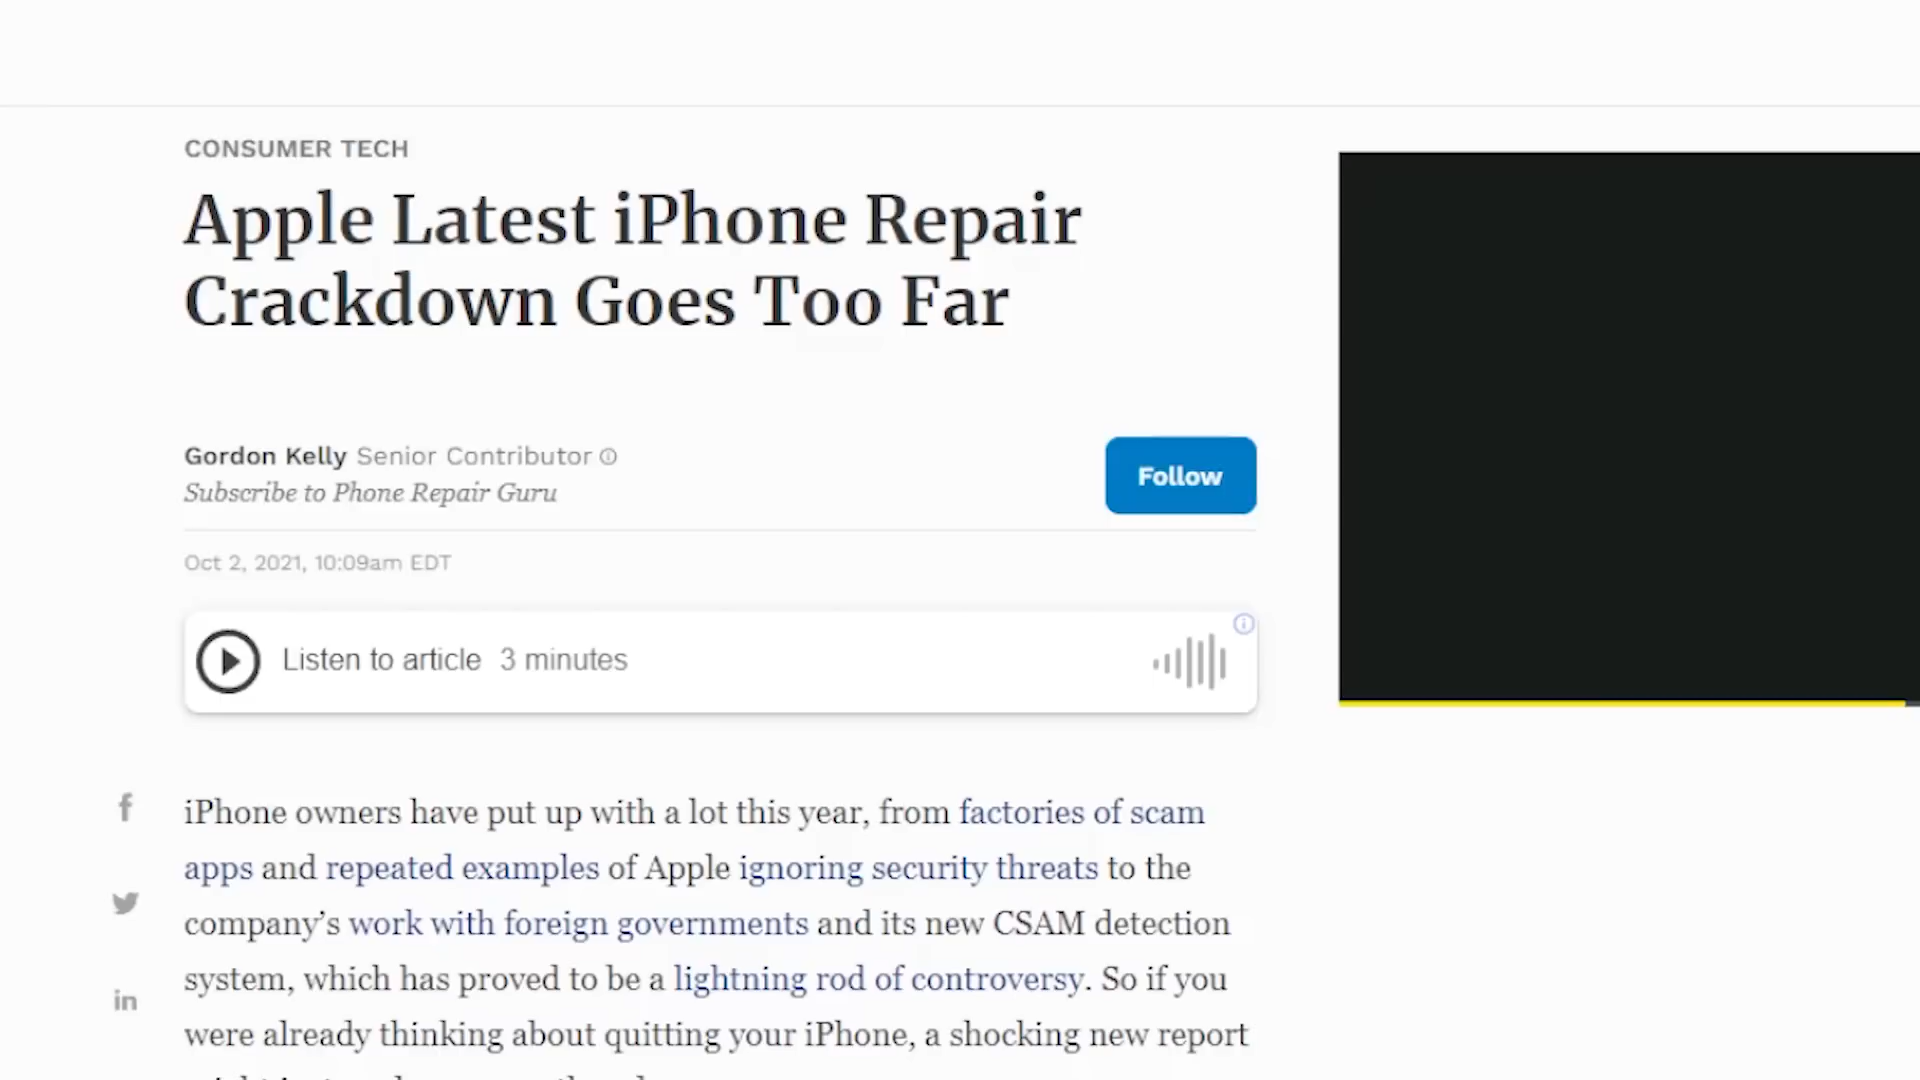 CONSUMER TECH
Apple Latest iPhone Repair
Crackdown Goes Too Far
Gordon Kelly Senior Contributor
Subscribe to Phone Repair Guru
Follow
Oct 2, 2021, 10:09am EDT
Listen to article 3 minutes
iPhone owners have put up with a lot this year, from factories of scam
apps and repeated examples of Apple ignoring security threats to the
company’s work with foreign governments and its new CSAM detection
system, which has proved to be a lightning rod of controversy. So if you
were already thinking about quitting your iPhone, a shocking new report